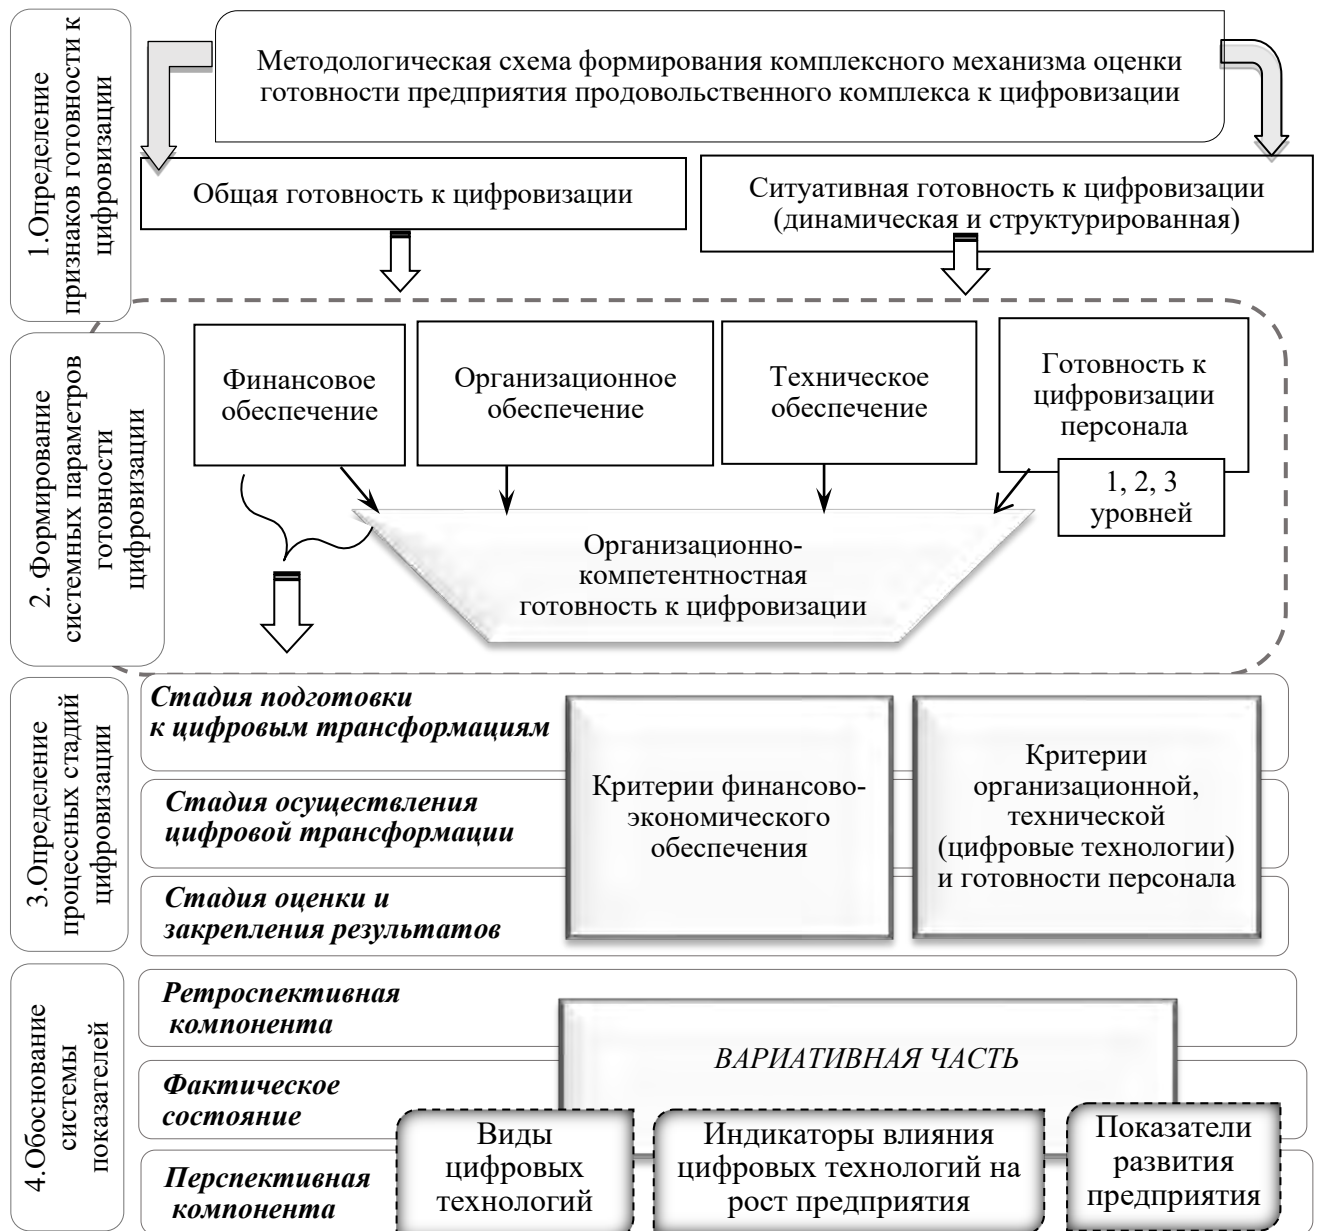 Методологическая схема формирования комплексного механизма оценки
готовности предприятия продовольственного комплекса к цифровизации
1.Определение
признаков готовности к
цифровизации
Общая готовность к цифровизации
Ситуативная готовность к цифровизации
(динамическая и структурированная)
2. Формирование
системных параметров
готовности
цифровизации
Финансовое
обеспечение
Организационное
обеспечение
Техническое
обеспечение
Готовность к
цифровизации
персонала
1, 2, 3
уровней
Организационно-
компетентностная
готовность к цифровизации
3.Определение
процессных стадий
цифровизации
Стадия подготовки
к цифровым трансформациям
Стадия осуществления
цифровой трансформации
Стадия оценки и
закрепления результатов
Критерии финансово-
экономического
обеспечения
Критерии
организационной,
технической
(цифровые технологии)
и готовности персонала
4.Обоснование
системы
показателей
Ретроспективная
компонента
Фактическое
состояние
Перспективная
компонента
ВАРИАТИВНАЯ ЧАСТЬ
Виды
цифровых
технологий
Индикаторы влияния
цифровых технологий на
рост предприятия
Показатели
развития
предприятия